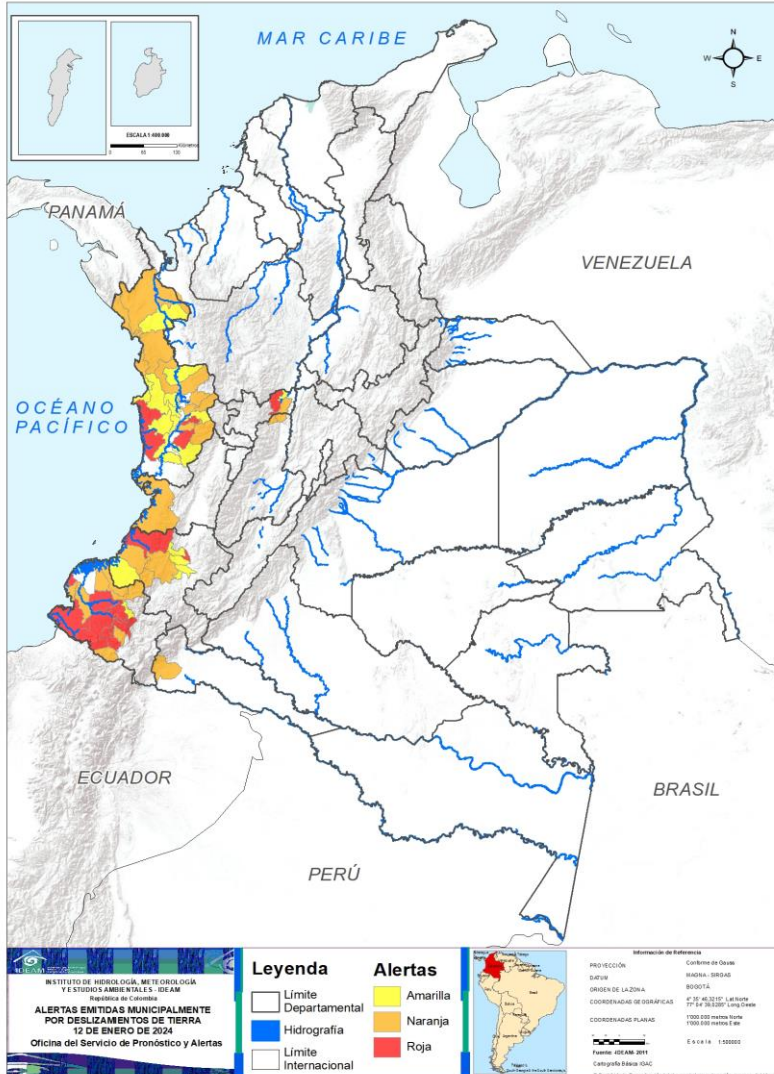 MAR CARIBE
N
W
E
S
ESCALA 1:400.000
PANAMÁ
VENEZUELA
OCÉANO
PACÍFICO
ECUADOR
BRASIL
PERÚ
IDEAM
INSTITUTO DE HIDROLOGÍA, METEOROLOGÍA
Y ESTUDIOS AMBIENTALES - IDEAM
República de Colombia
ALERTAS EMITIDAS MUNICIPALMENTE
POR DESLIZAMIENTOS DE TIERRA
12 DE ENERO DE 2024
Oficina del Servicio de Pronóstico y Alertas
Leyenda
Límite
Departamental
Hidrografía
Límite
Internacional
Alertas
Amarilla
Naranja
Roja
Información de Referencia
PROYECCIÓN Conforme de Gauss
DATUM MAGNA - SIRGAS
ORIGEN DE LA ZONA BOGOTÁ
COORDENADAS GEOGRÁFICAS
COORDENADAS PLANAS 1'000.000 metros Norte
1'000.000 metros Este
Escala
Fuente: IDEAM- 2011
Cartografía Básica IGAC